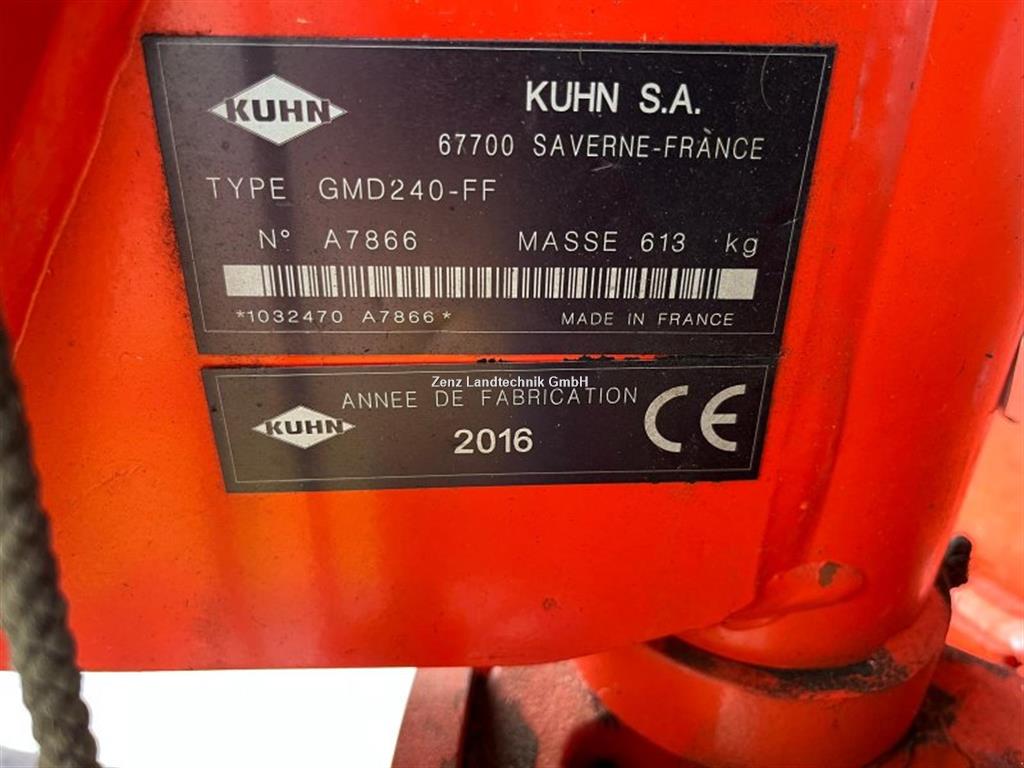 KUHN
KUHN S.A.
67700 SAVERNE-FRANCE
TYPE GMD240-FF
N° A7866 MASSE 613 kg
*1032470 A7866* MADE IN FRANCE
Zenz Landtechnik GmbH
ANNEE DE FABRICATION
KUHN
2016
CE